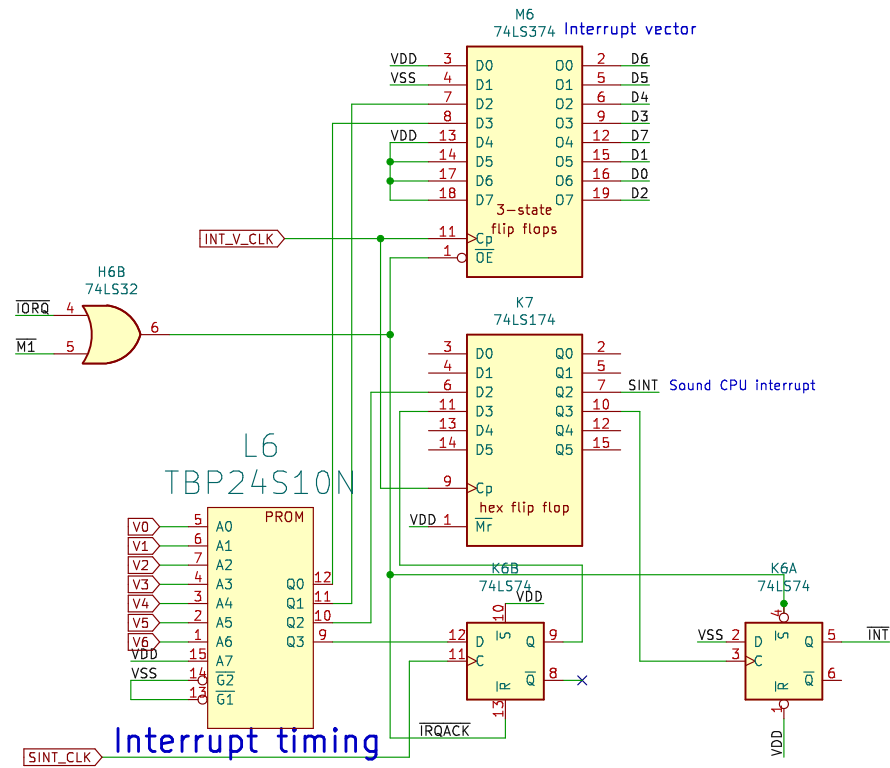 M6
74LS374 Interrupt vector
VDD 3 D0 O0 2 D6
VSS 4 D1 O1 5 D5
7 D2 O2 6 D4
8 D3 O3 9 D3
VDD 13 D4 O4 12 D7
14 D5 O5 15 D1
17 D6 O6 16 D0
18 D7 O7 19 D2
3-state
flip flops
INT_V_CLK 11 Cp
1 OE
H6B
74LS32
IORQ 4
6
M1 5
K7
74LS174
3 D0 Q0 2
4 D1 Q1 5
6 D2 Q2 7 SINT Sound CPU interrupt
11 D3 Q3 10
13 D4 Q4 12
14 D5 Q5 15
9 Cp
hex flip flop
VDD 1 Mr
L6
TBP24S10N
PROM
V0 5 A0
V1 6 A1
V2 7 A2
V3 4 A3 Q0 12
V4 3 A4 Q1 11
V5 2 A5 Q2 10
V6 1 A6 Q3 9
VDD 15 A7
VSS 14 G2
13 G1
K6B
74LS74
10 VDD
12 D S Q 9
11 C
Q 8
R
13
IRQACK
K6A
74LS74
4
VSS 2 D S Q 5 INT
3 C
Q 6
R
1
VDD
Interrupt timing
SINT_CLK